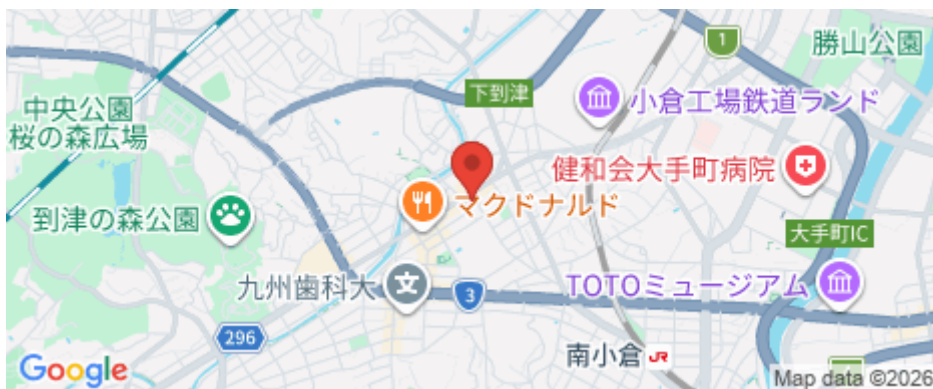 1
勝山公園
下到津
小倉工場鉄道ランド
中央公園
桜の森広場
健和会大手町病院
マクドナルド
到津の森公園
大手町IC
九州歯科大
文
3
TOTOミュージアム
296
南小倉 JR
Google
Map data ©2026